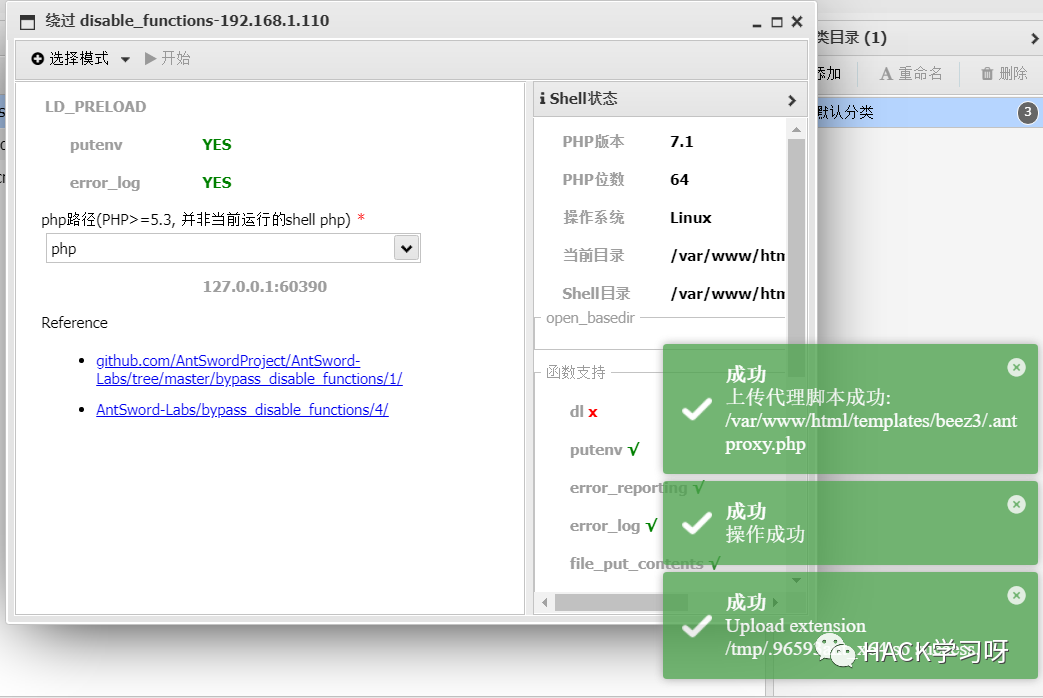 绕过 disable_functions-192.168.1.110
选择模式 开始
LD_PRELOAD
putenv YES
error_log YES
php路径(PHP>=5.3, 并非当前运行的shell php) *
php
127.0.0.1:60390
Reference
github.com/AntSwordProject/AntSword-
Labs/tree/master/bypass_disable_functions/1/
AntSword-Labs/bypass_disable_functions/4/
Shell状态
PHP版本 7.1
PHP位数 64
操作系统 Linux
当前目录 /var/www/htm
Shell目录 /var/www/htm
open_basedir
函数支持
dl x
putenv √
error_reporting √
error_log √
file_put_contents √
类目录 (1)
添加 重命名 删除
默认分类 3
成功
上传代理脚本成功:
/var/www/html/templates/beez3/.ant
proxy.php
成功
操作成功
成功
Upload extension
HACK学习呀